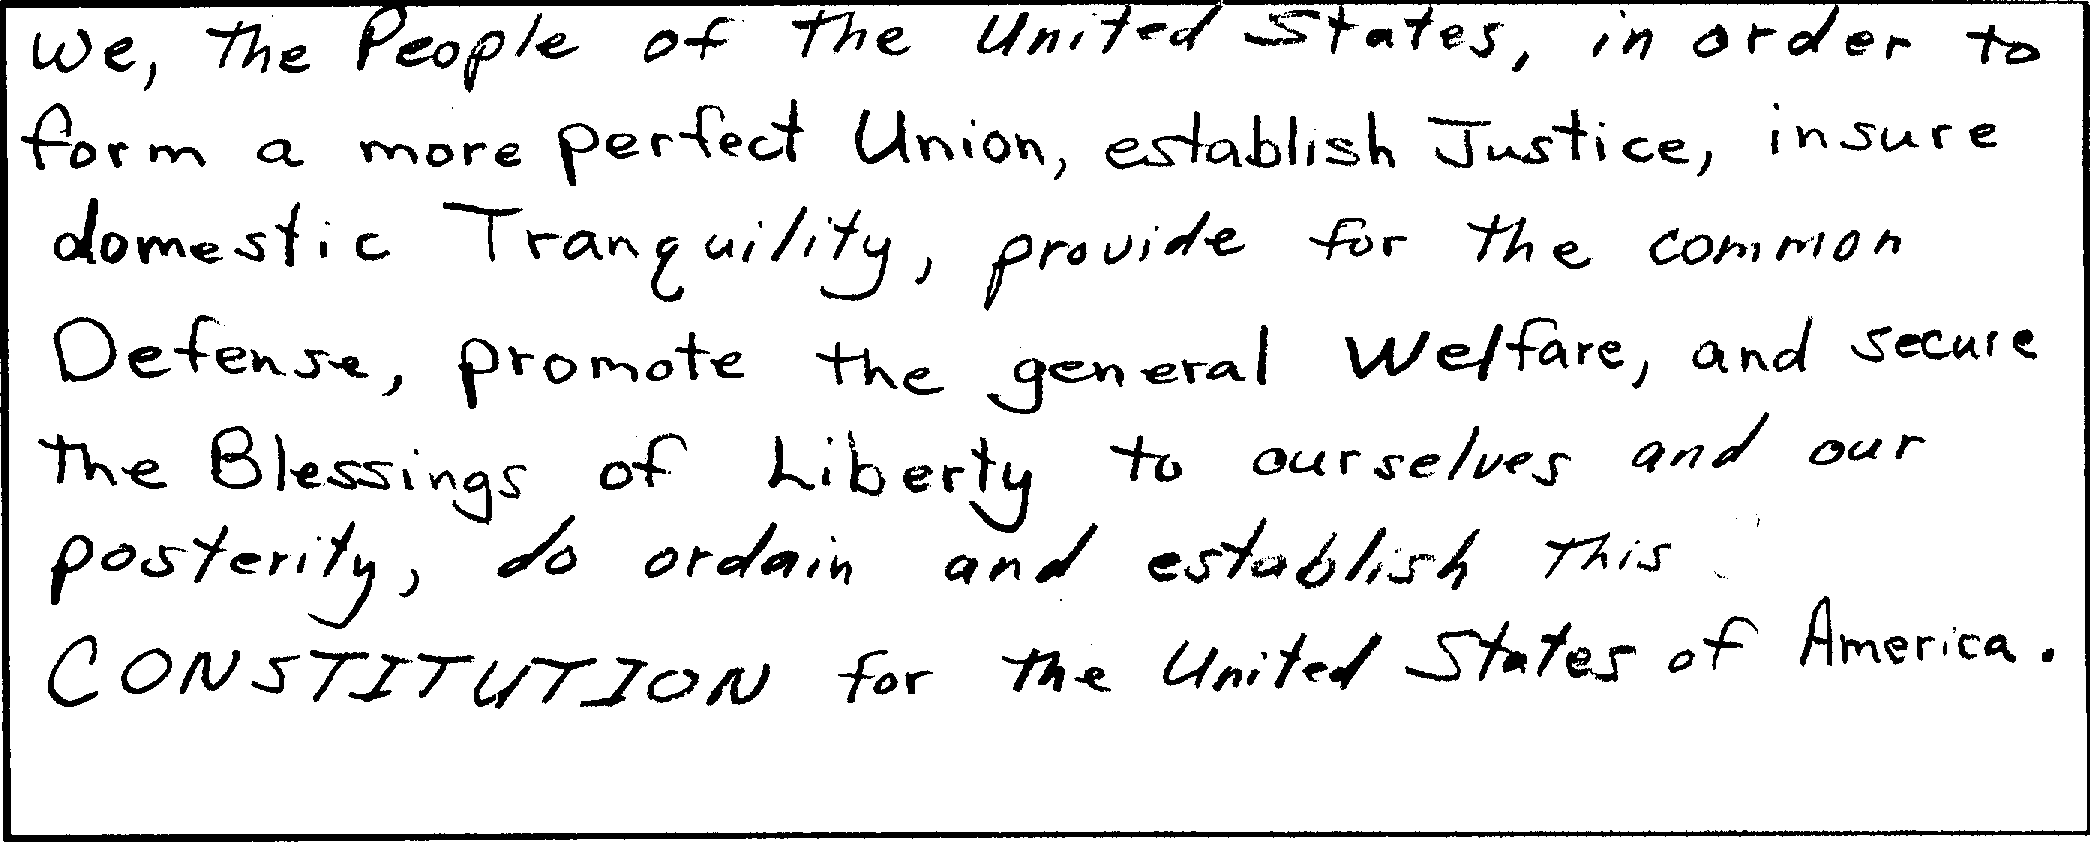 We, the People of the United States, in order to
form a more perfect Union, establish Justice, insure
domestic Tranquility, provide for the common
Defense, promote the general Welfare, and secure
the Blessings of Liberty to ourselves and our
posterity, do ordain and establish this
CONSTITUTION for the United States of America.